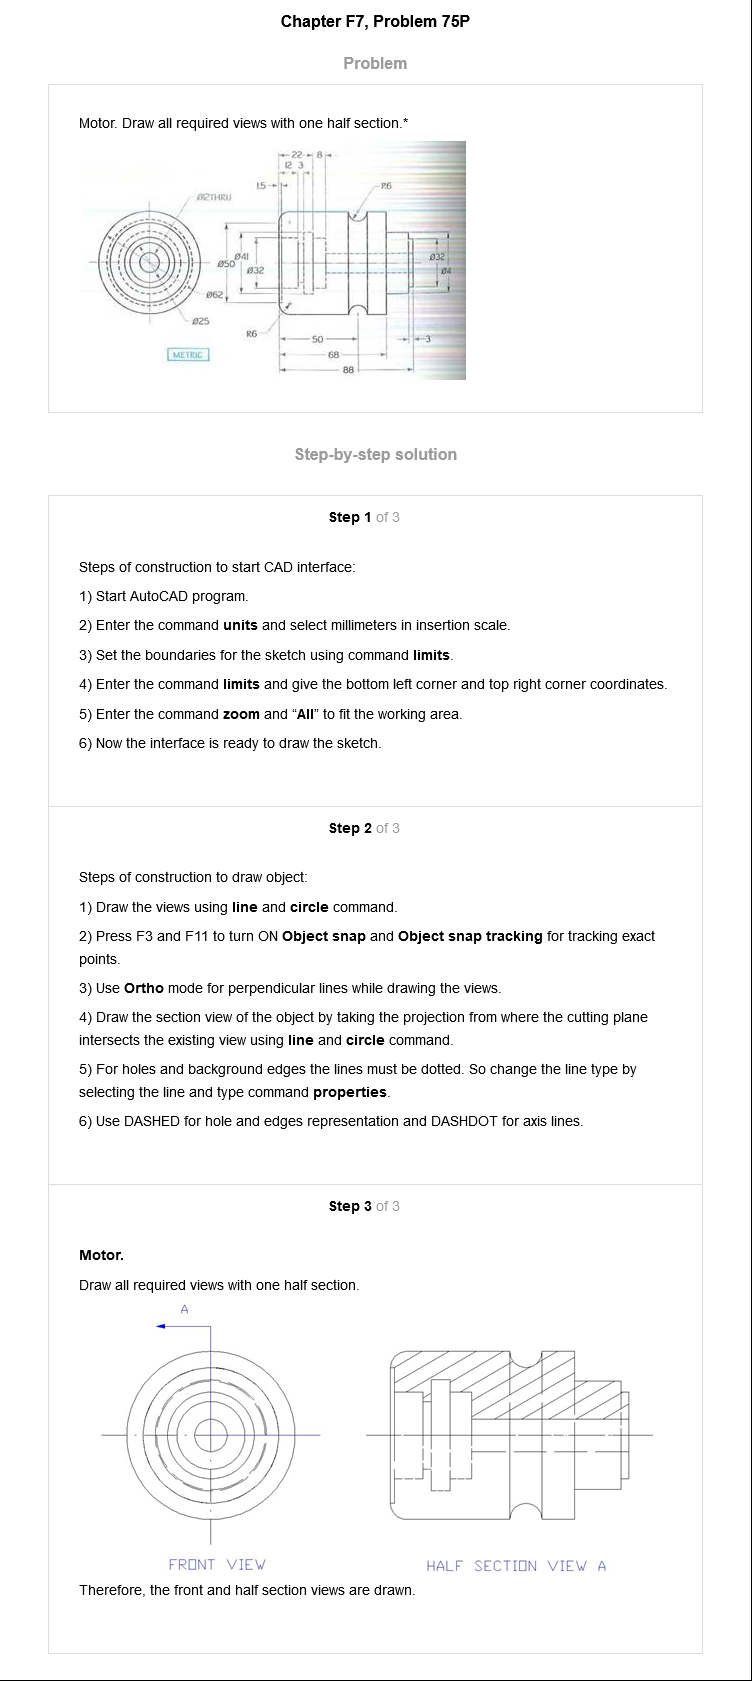 Chapter F7, Problem 75P
Problem
Motor. Draw all required views with one half section.*
22 8
12 3
1.5
R6
Ø12THRU
Ø41
Ø50
Ø32
Ø32
Ø4
Ø62
Ø25
R6
50
3
METRIC
68
88
Step-by-step solution
Step 1 of 3
Steps of construction to start CAD interface:
1) Start AutoCAD program.
2) Enter the command units and select millimeters in insertion scale.
3) Set the boundaries for the sketch using command limits.
4) Enter the command limits and give the bottom left corner and top right corner coordinates.
5) Enter the command zoom and “All” to fit the working area.
6) Now the interface is ready to draw the sketch.
Step 2 of 3
Steps of construction to draw object:
1) Draw the views using line and circle command.
2) Press F3 and F11 to turn ON Object snap and Object snap tracking for tracking exact
points.
3) Use Ortho mode for perpendicular lines while drawing the views.
4) Draw the section view of the object by taking the projection from where the cutting plane
intersects the existing view using line and circle command.
5) For holes and background edges the lines must be dotted. So change the line type by
selecting the line and type command properties.
6) Use DASHED for hole and edges representation and DASHDOT for axis lines.
Step 3 of 3
Motor.
Draw all required views with one half section.
A
FRONT VIEW
HALF SECTION VIEW A
Therefore, the front and half section views are drawn.